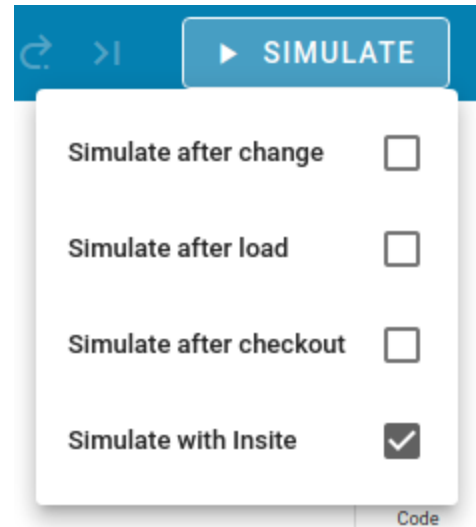 SIMULATE
Simulate after change
Simulate after load
Simulate after checkout
Simulate with Insite
Code